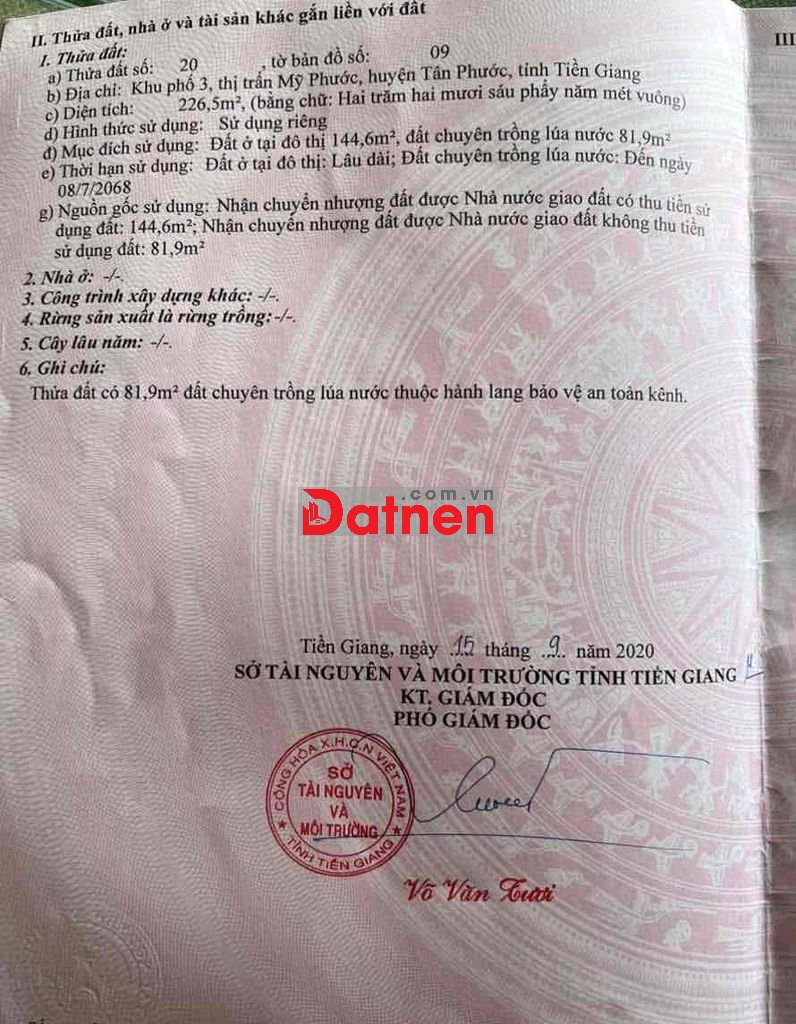 II. Thửa đất, nhà ở và tài sản khác gắn liền với đất
III
1. Thửa đất:
a) Thửa đất số: 20 , tờ bản đồ số: 09
b) Địa chỉ: Khu phố 3, thị trấn Mỹ Phước, huyện Tân Phước, tỉnh Tiền Giang
c) Diện tích: 226,5m², (bằng chữ: Hai trăm hai mươi sáu phẩy năm mét vuông)
d) Hình thức sử dụng: Sử dụng riêng
đ) Mục đích sử dụng: Đất ở tại đô thị 144,6m², đất chuyên trồng lúa nước 81,9m²
e) Thời hạn sử dụng: Đất ở tại đô thị: Lâu dài; Đất chuyên trồng lúa nước: Đến ngày
08/7/2068
g) Nguồn gốc sử dụng: Nhận chuyển nhượng đất được Nhà nước giao đất có thu tiền sử
dụng đất: 144,6m²; Nhận chuyển nhượng đất được Nhà nước giao đất không thu tiền
sử dụng đất: 81,9m²
2. Nhà ở: -/-.
3. Công trình xây dựng khác: -/-.
4. Rừng sản xuất là rừng trồng: -/-.
5. Cây lâu năm: -/-.
6. Ghi chú:
Thửa đất có 81,9m² đất chuyên trồng lúa nước thuộc hành lang bảo vệ an toàn kênh.
.com.vn
Datnen
Tiền Giang, ngày 15 tháng 9 năm 2020
SỞ TÀI NGUYÊN VÀ MÔI TRƯỜNG TỈNH TIỀN GIANG
KT. GIÁM ĐỐC
PHÓ GIÁM ĐỐC
CỘNG HÒA X.H.C.N VIỆT NAM
SỞ
TÀI NGUYÊN
VÀ
MÔI TRƯỜNG
TỈNH TIỀN GIANG
Võ Văn Tươi